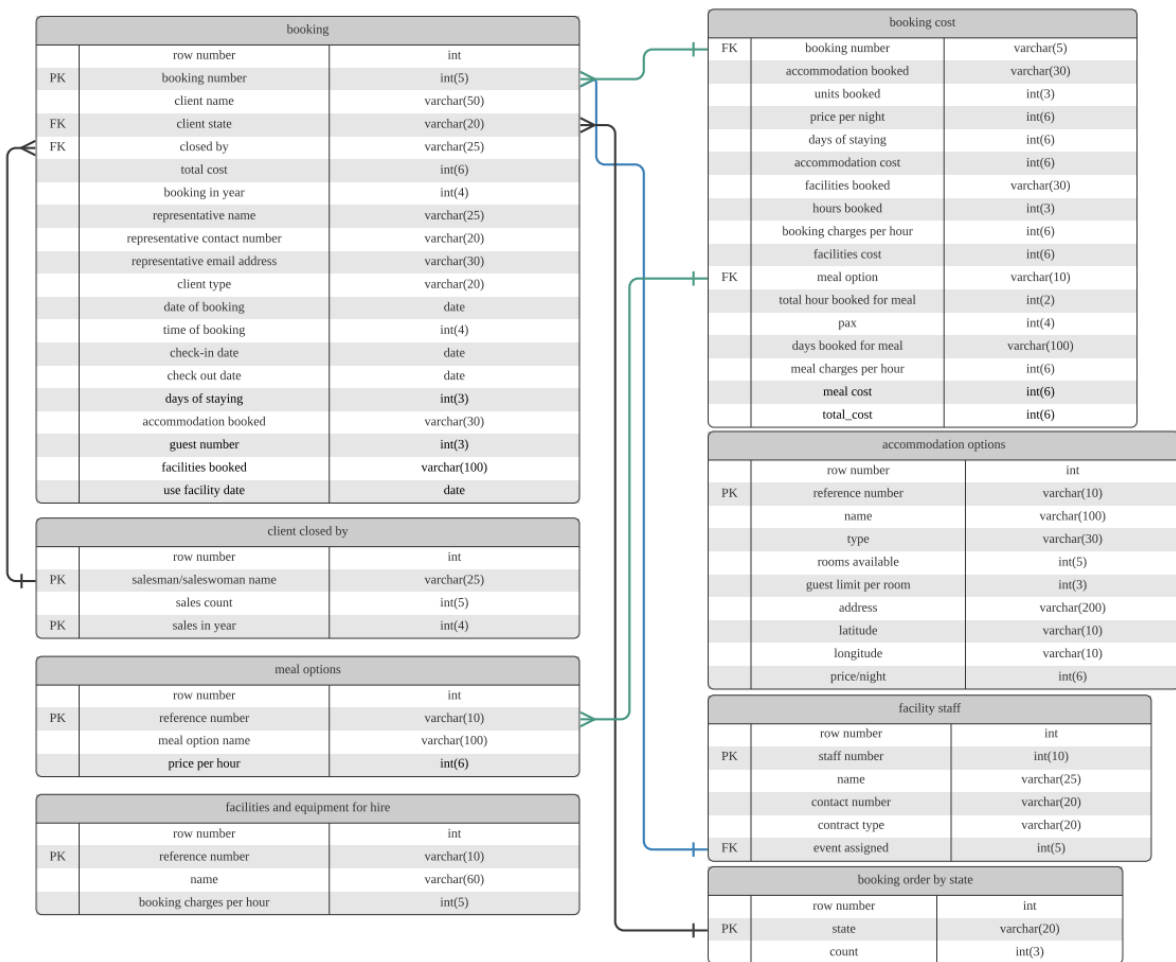 booking
row number int
PK booking number int(5)
client name varchar(50)
FK client state varchar(20)
FK closed by varchar(25)
total cost int(6)
booking in year int(4)
representative name varchar(25)
representative contact number varchar(20)
representative email address varchar(30)
client type varchar(20)
date of booking date
time of booking int(4)
check-in date date
check out date date
days of staying int(3)
accommodation booked varchar(30)
guest number int(3)
facilities booked varchar(100)
use facility date date
client closed by
row number int
PK salesman/saleswoman name varchar(25)
sales count int(5)
PK sales in year int(4)
meal options
row number int
PK reference number varchar(10)
meal option name varchar(100)
price per hour int(6)
facilities and equipment for hire
row number int
PK reference number varchar(10)
name varchar(60)
booking charges per hour int(5)
booking cost
FK booking number varchar(5)
accommodation booked varchar(30)
units booked int(3)
price per night int(6)
days of staying int(6)
accommodation cost int(6)
facilities booked varchar(30)
hours booked int(3)
booking charges per hour int(6)
facilities cost int(6)
FK meal option varchar(10)
total hour booked for meal int(2)
pax int(4)
days booked for meal varchar(100)
meal charges per hour int(6)
meal cost int(6)
total_cost int(6)
accommodation options
row number int
PK reference number varchar(10)
name varchar(100)
type varchar(30)
rooms available int(5)
guest limit per room int(3)
address varchar(200)
latitude varchar(10)
longitude varchar(10)
price/night int(6)
facility staff
row number int
PK staff number int(10)
name varchar(25)
contact number varchar(20)
contract type varchar(20)
FK event assigned int(5)
booking order by state
row number int
PK state varchar(20)
count int(3)